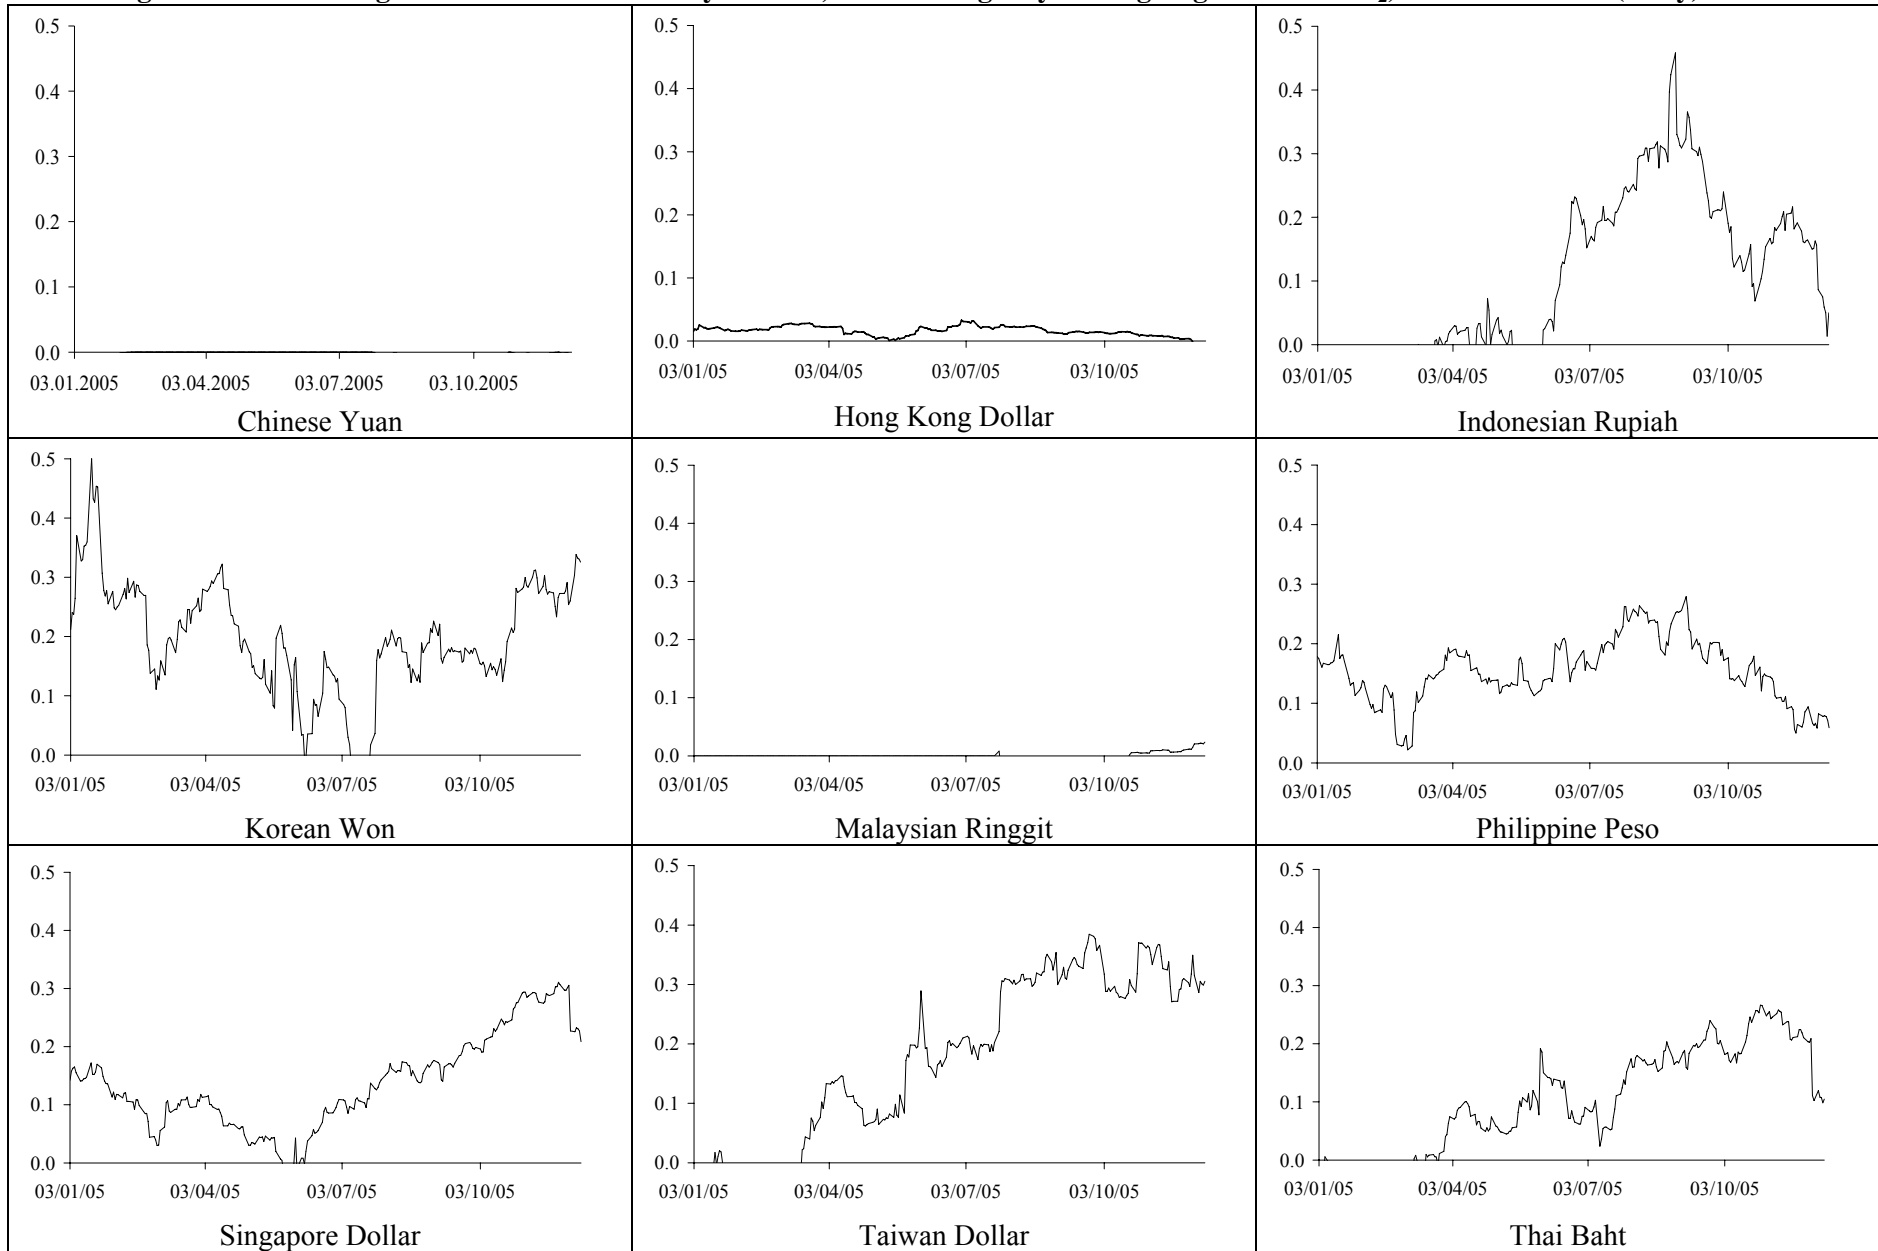 0.5 0.4 0.3 0.2 0.1 0.0
03.01.2005 03.04.2005 03.07.2005 03.10.2005
Chinese Yuan
0.5 0.4 0.3 0.2 0.1 0.0
03/01/05 03/04/05 03/07/05 03/10/05
Hong Kong Dollar
0.5 0.4 0.3 0.2 0.1 0.0
03/01/05 03/04/05 03/07/05 03/10/05
Indonesian Rupiah
0.5 0.4 0.3 0.2 0.1 0.0
03/01/05 03/04/05 03/07/05 03/10/05
Korean Won
0.5 0.4 0.3 0.2 0.1 0.0
03/01/05 03/04/05 03/07/05 03/10/05
Malaysian Ringgit
0.5 0.4 0.3 0.2 0.1 0.0
03/01/05 03/04/05 03/07/05 03/10/05
Philippine Peso
0.5 0.4 0.3 0.2 0.1 0.0
03/01/05 03/04/05 03/07/05 03/10/05
Singapore Dollar
0.5 0.4 0.3 0.2 0.1 0.0
03/01/05 03/04/05 03/07/05 03/10/05
Taiwan Dollar
0.5 0.4 0.3 0.2 0.1 0.0
03/01/05 03/04/05 03/07/05 03/10/05
Thai Baht